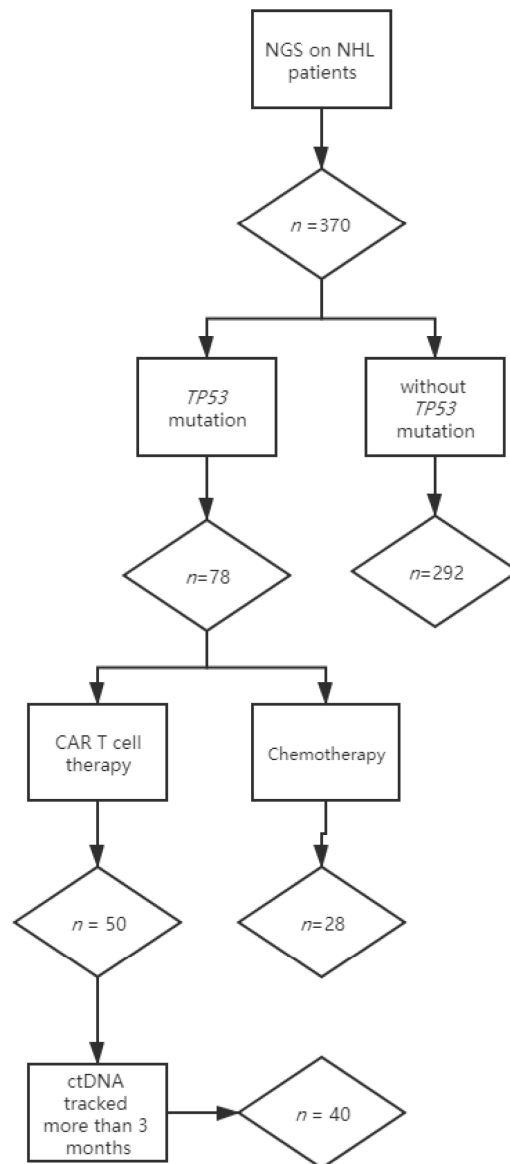 NGS on NHL
patients
n =370
TP53
mutation
without
TP53
mutation
n=78
n=292
CAR T cell
therapy
Chemotherapy
n = 50
n=28
ctDNA
tracked
more than 3
months
n = 40